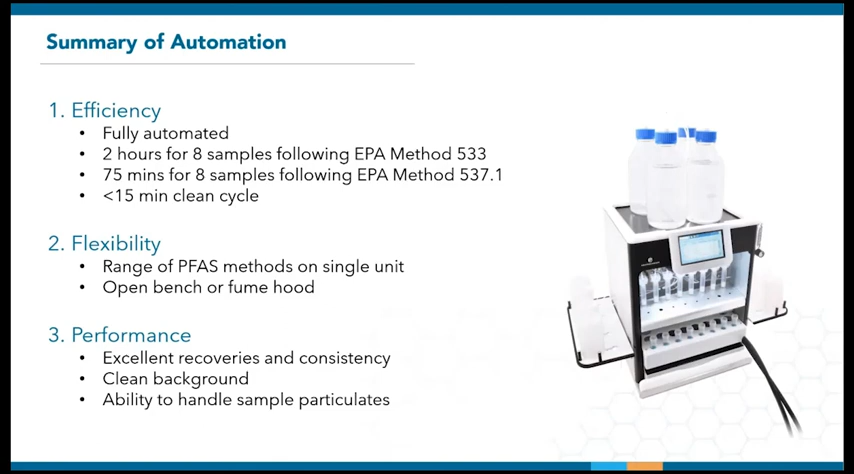 Summary of Automation
1. Efficiency
• Fully automated
• 2 hours for 8 samples following EPA Method 533
• 75 mins for 8 samples following EPA Method 537.1
• <15 min clean cycle
2. Flexibility
• Range of PFAS methods on single unit
• Open bench or fume hood
3. Performance
• Excellent recoveries and consistency
• Clean background
• Ability to handle sample particulates